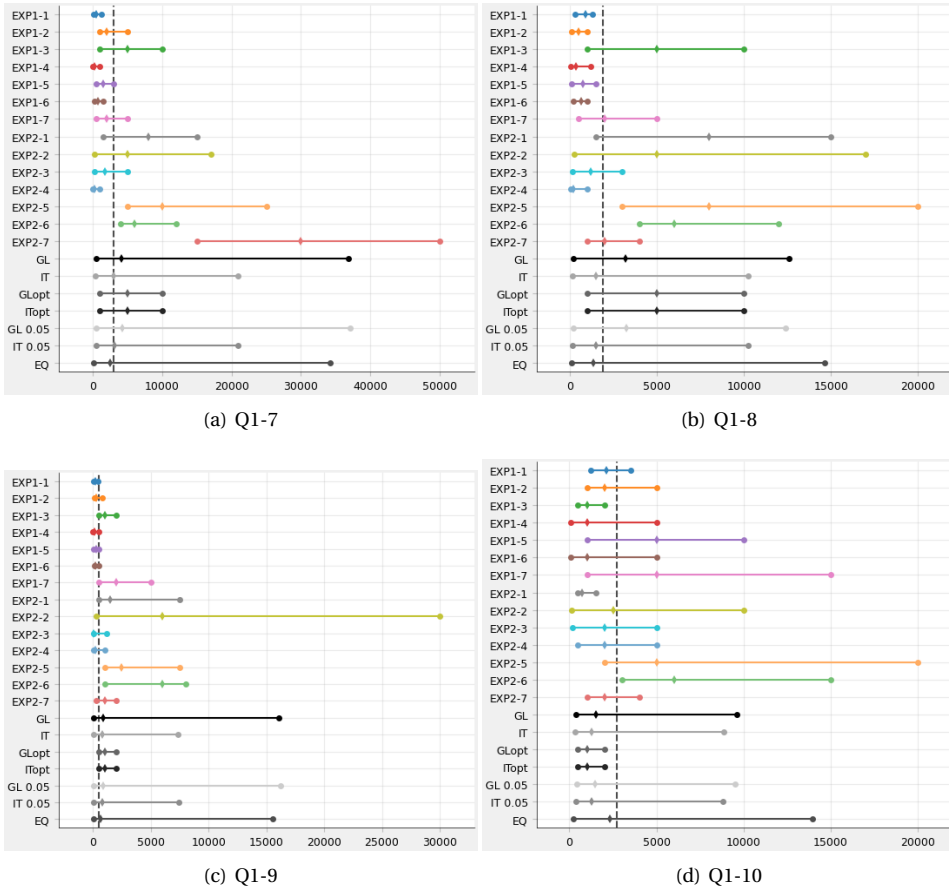 EXP1-1
EXP1-2
EXP1-3
EXP1-4
EXP1-5
EXP1-6
EXP1-7
EXP2-1
EXP2-2
EXP2-3
EXP2-4
EXP2-5
EXP2-6
EXP2-7
GL
IT
GLopt
ITopt
GL 0.05
IT 0.05
EQ
0 10000 20000 30000 40000 50000
(a) Q1-7
EXP1-1
EXP1-2
EXP1-3
EXP1-4
EXP1-5
EXP1-6
EXP1-7
EXP2-1
EXP2-2
EXP2-3
EXP2-4
EXP2-5
EXP2-6
EXP2-7
GL
IT
GLopt
ITopt
GL 0.05
IT 0.05
EQ
0 5000 10000 15000 20000
(b) Q1-8
EXP1-1
EXP1-2
EXP1-3
EXP1-4
EXP1-5
EXP1-6
EXP1-7
EXP2-1
EXP2-2
EXP2-3
EXP2-4
EXP2-5
EXP2-6
EXP2-7
GL
IT
GLopt
ITopt
GL 0.05
IT 0.05
EQ
0 5000 10000 15000 20000 25000 30000
(c) Q1-9
EXP1-1
EXP1-2
EXP1-3
EXP1-4
EXP1-5
EXP1-6
EXP1-7
EXP2-1
EXP2-2
EXP2-3
EXP2-4
EXP2-5
EXP2-6
EXP2-7
GL
IT
GLopt
ITopt
GL 0.05
IT 0.05
EQ
0 5000 10000 15000 20000
(d) Q1-10